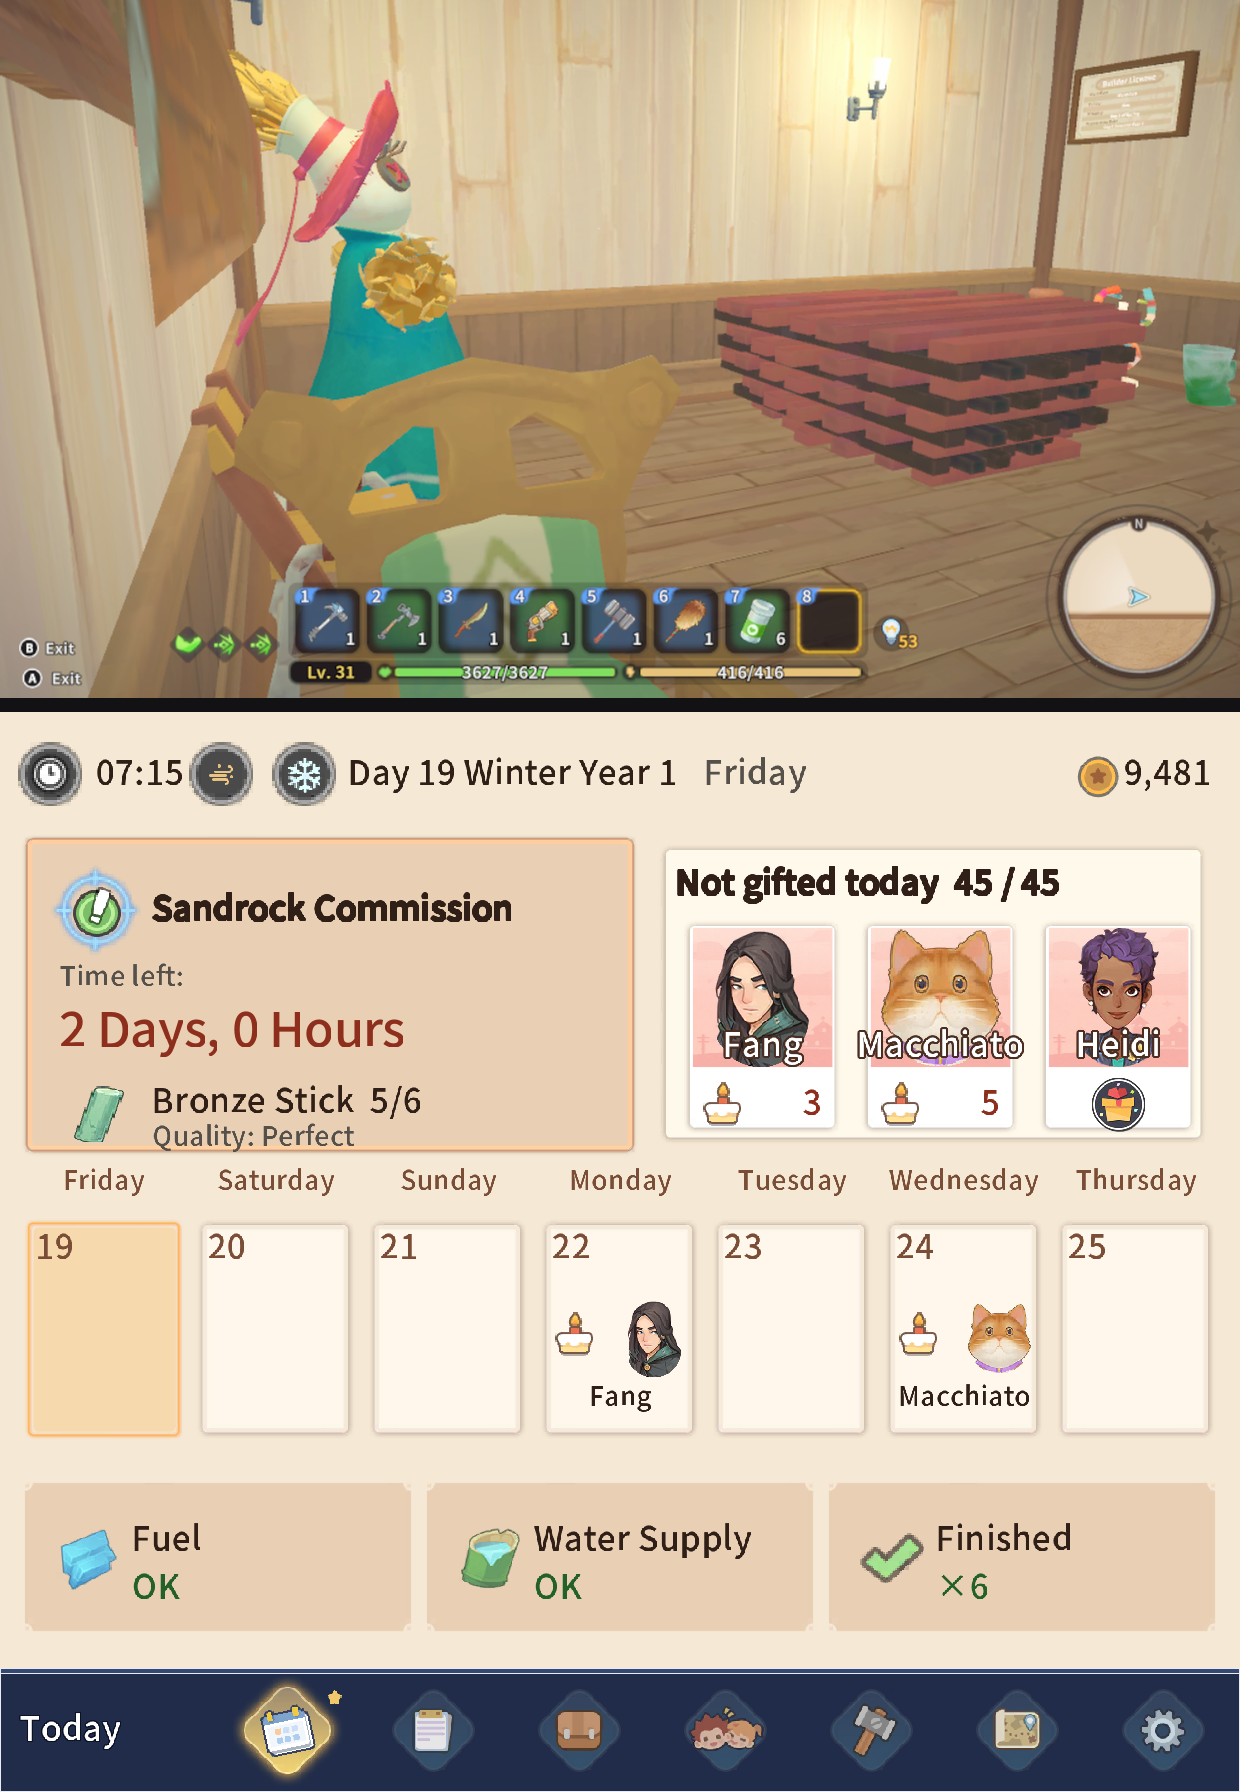 Builder License
1
2
3
4
5
6
7
8
1
1
1
1
1
1
6
53
B Exit
A Exit
Lv. 31
3627/3627
416/416
N
07:15
Day 19 Winter Year 1 Friday
9,481
Sandrock Commission
Time left:
2 Days, 0 Hours
Bronze Stick 5/6
Quality: Perfect
Not gifted today 45 / 45
Fang
Macchiato
Heidi
3
5
Friday Saturday Sunday Monday Tuesday Wednesday Thursday
19 20 21 22 23 24 25
Fang
Macchiato
Fuel
OK
Water Supply
OK
Finished
×6
Today